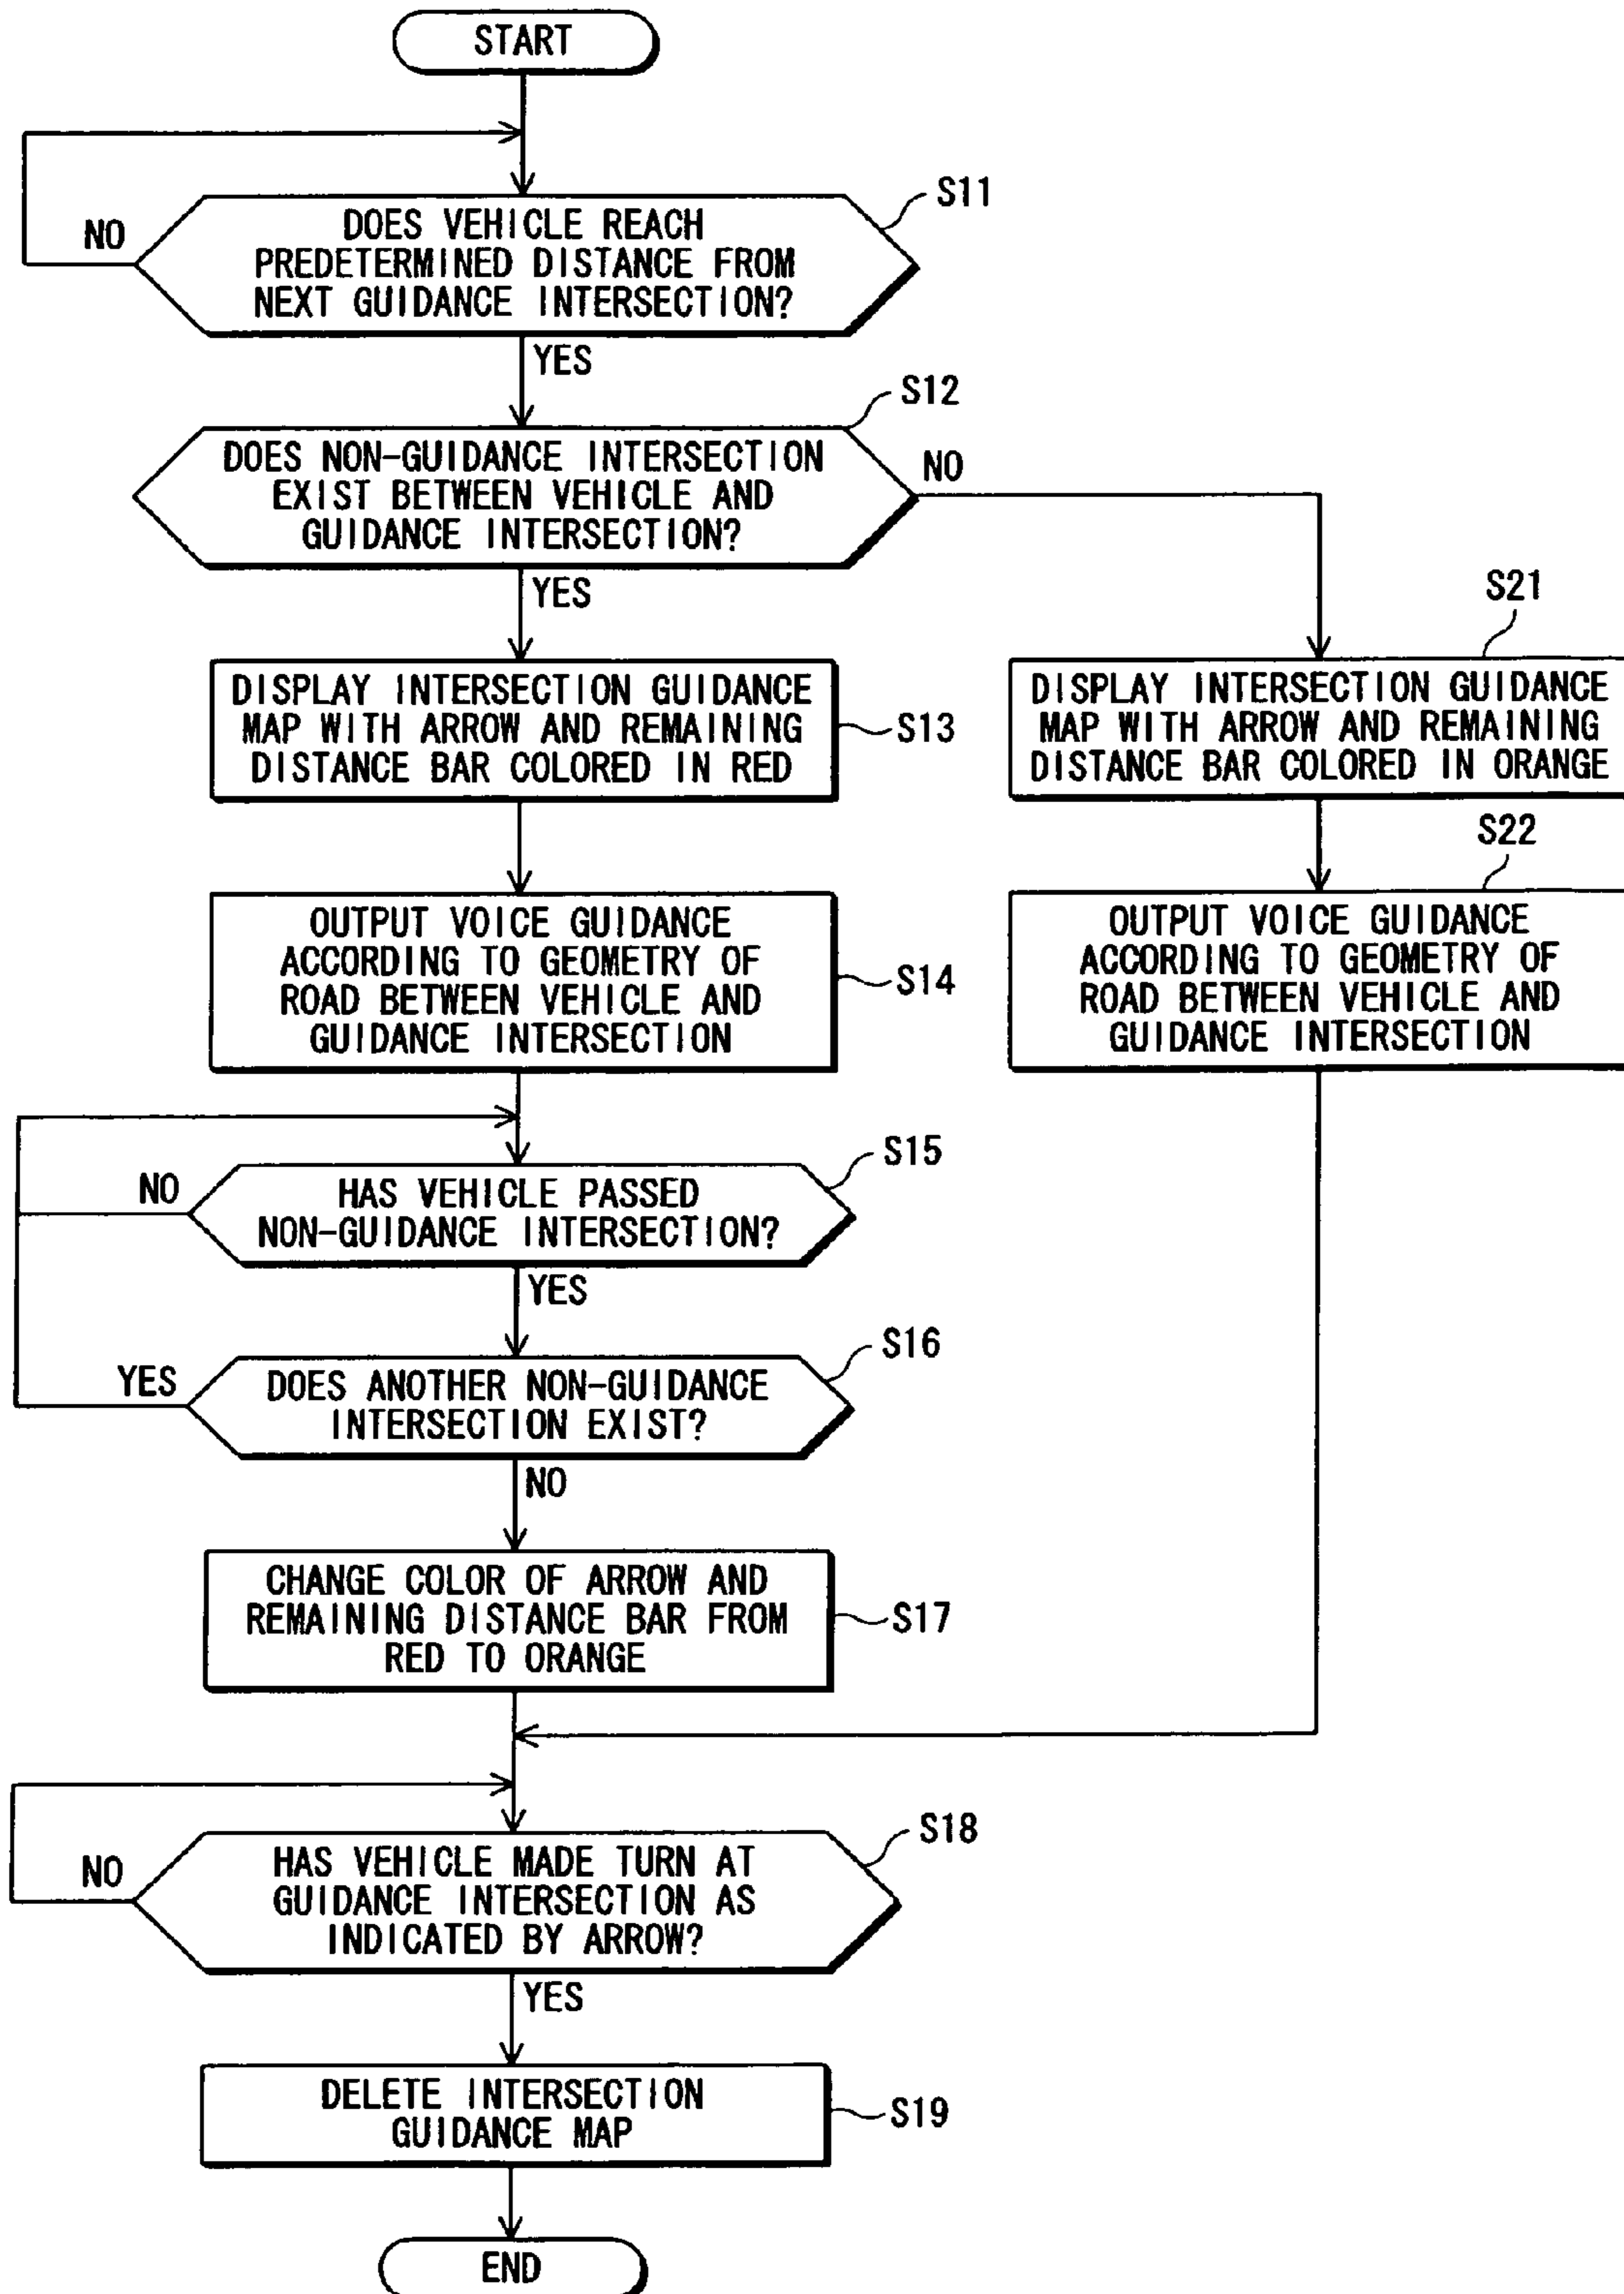 START
S11
NO
DOES VEHICLE REACH
PREDETERMINED DISTANCE FROM
NEXT GUIDANCE INTERSECTION?
YES
S12
DOES NON-GUIDANCE INTERSECTION
EXIST BETWEEN VEHICLE AND
GUIDANCE INTERSECTION?
NO
YES
S13
DISPLAY INTERSECTION GUIDANCE
MAP WITH ARROW AND REMAINING
DISTANCE BAR COLORED IN RED
S21
DISPLAY INTERSECTION GUIDANCE
MAP WITH ARROW AND REMAINING
DISTANCE BAR COLORED IN ORANGE
S14
OUTPUT VOICE GUIDANCE
ACCORDING TO GEOMETRY OF
ROAD BETWEEN VEHICLE AND
GUIDANCE INTERSECTION
S22
OUTPUT VOICE GUIDANCE
ACCORDING TO GEOMETRY OF
ROAD BETWEEN VEHICLE AND
GUIDANCE INTERSECTION
S15
NO
HAS VEHICLE PASSED
NON-GUIDANCE INTERSECTION?
YES
S16
YES
DOES ANOTHER NON-GUIDANCE
INTERSECTION EXIST?
NO
S17
CHANGE COLOR OF ARROW AND
REMAINING DISTANCE BAR FROM
RED TO ORANGE
S18
NO
HAS VEHICLE MADE TURN AT
GUIDANCE INTERSECTION AS
INDICATED BY ARROW?
YES
S19
DELETE INTERSECTION
GUIDANCE MAP
END